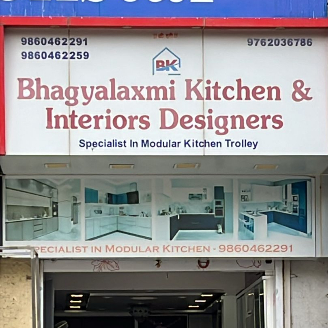 9860462291
9860462259
9762036786
BK
Bhagyalaxmi Kitchen &
Interiors Designers
Specialist In Modular Kitchen Trolley
SPECIALIST IN MODULAR KITCHEN - 9860462291